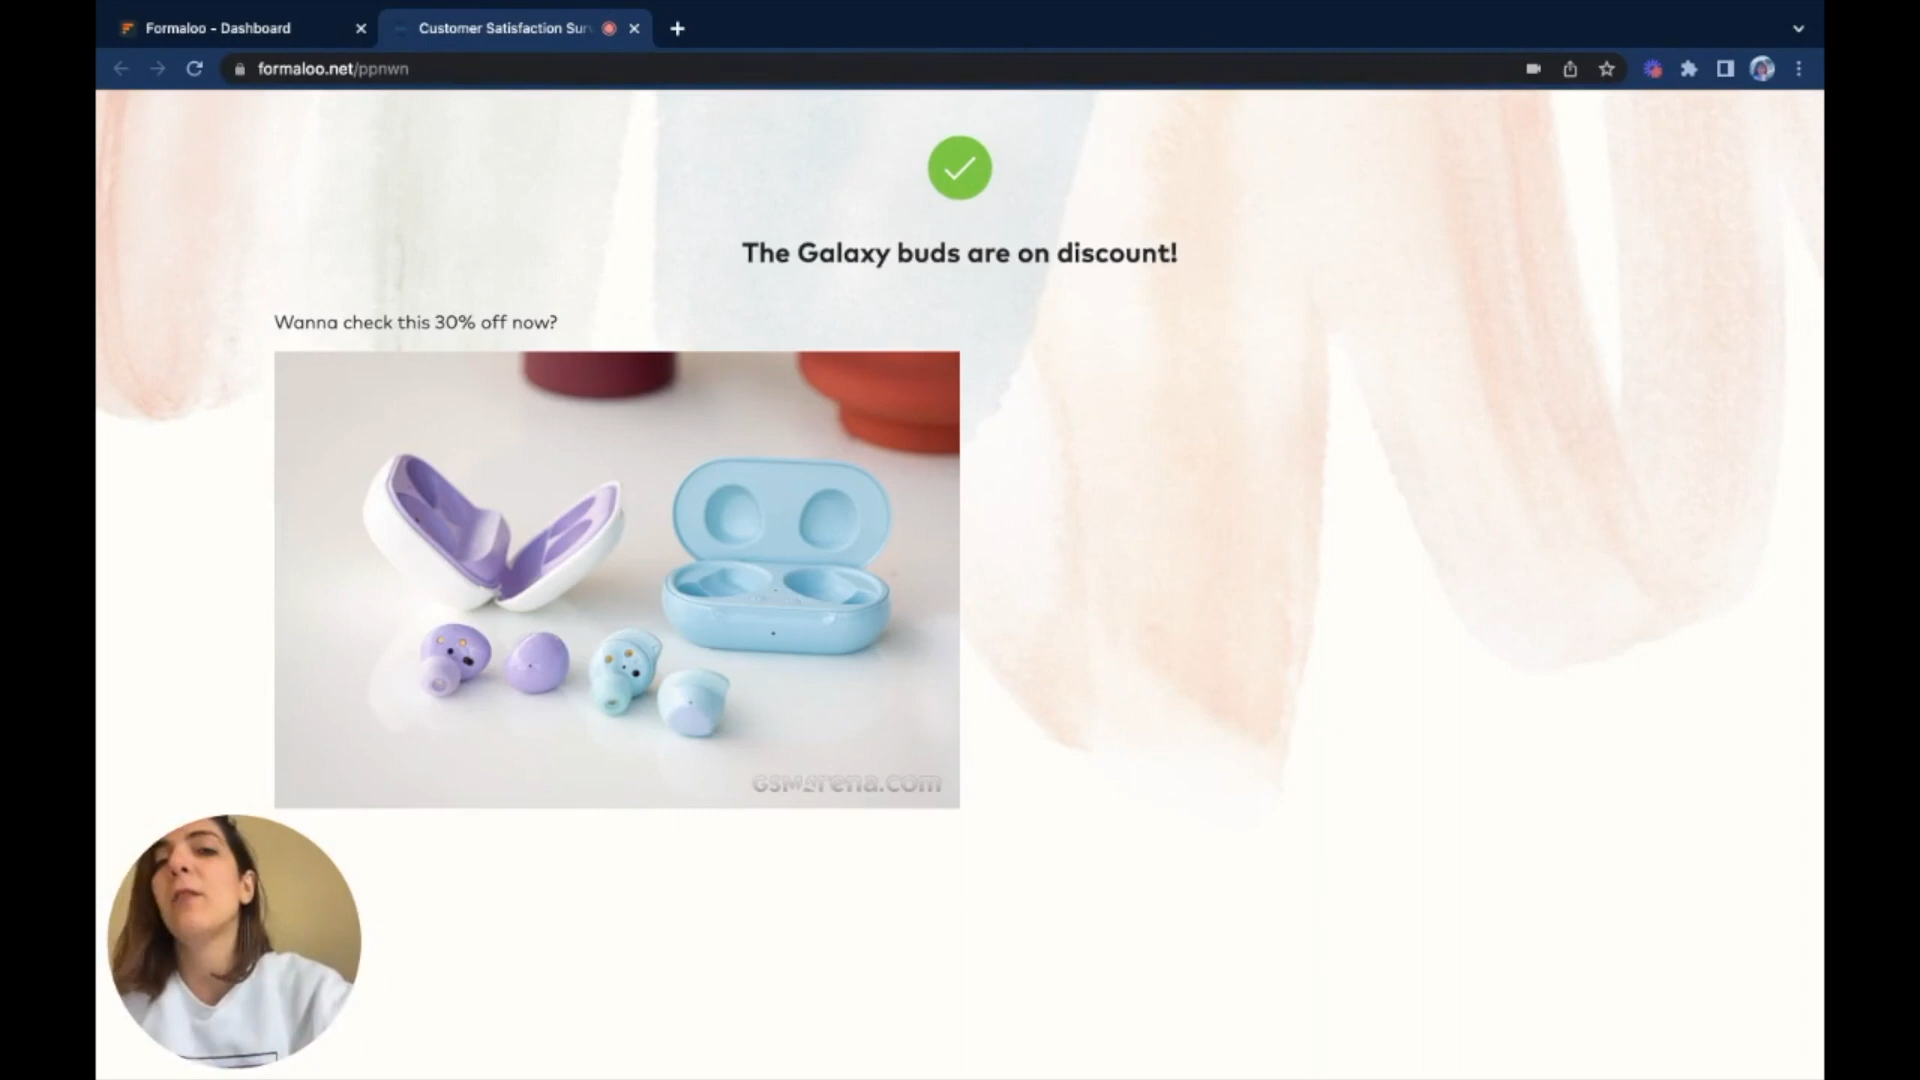 Formaloo - Dashboard
Customer Satisfaction Sur
formaloo.net/ppnwn
The Galaxy buds are on discount!
Wanna check this 30% off now?
GSMArena.com